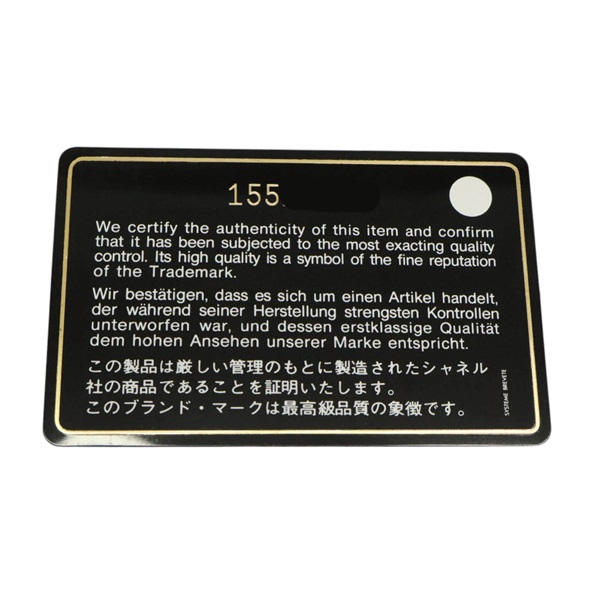 155
We certify the authenticity of this item and confirm
that it has been subjected to the most exacting quality
control. Its high quality is a symbol of the fine reputation
of the Trademark.
Wir bestätigen, dass es sich um einen Artikel handelt,
der während seiner Herstellung strengsten Kontrollen
unterworfen war, und dessen erstklassige Qualität
dem hohen Ansehen unserer Marke entspricht.
この製品は厳しい管理のもとに製造されたシャネル
社の商品であることを証明いたします。
このブランド・マークは最高級品質の象徴です。
SYSTEME BREVETE